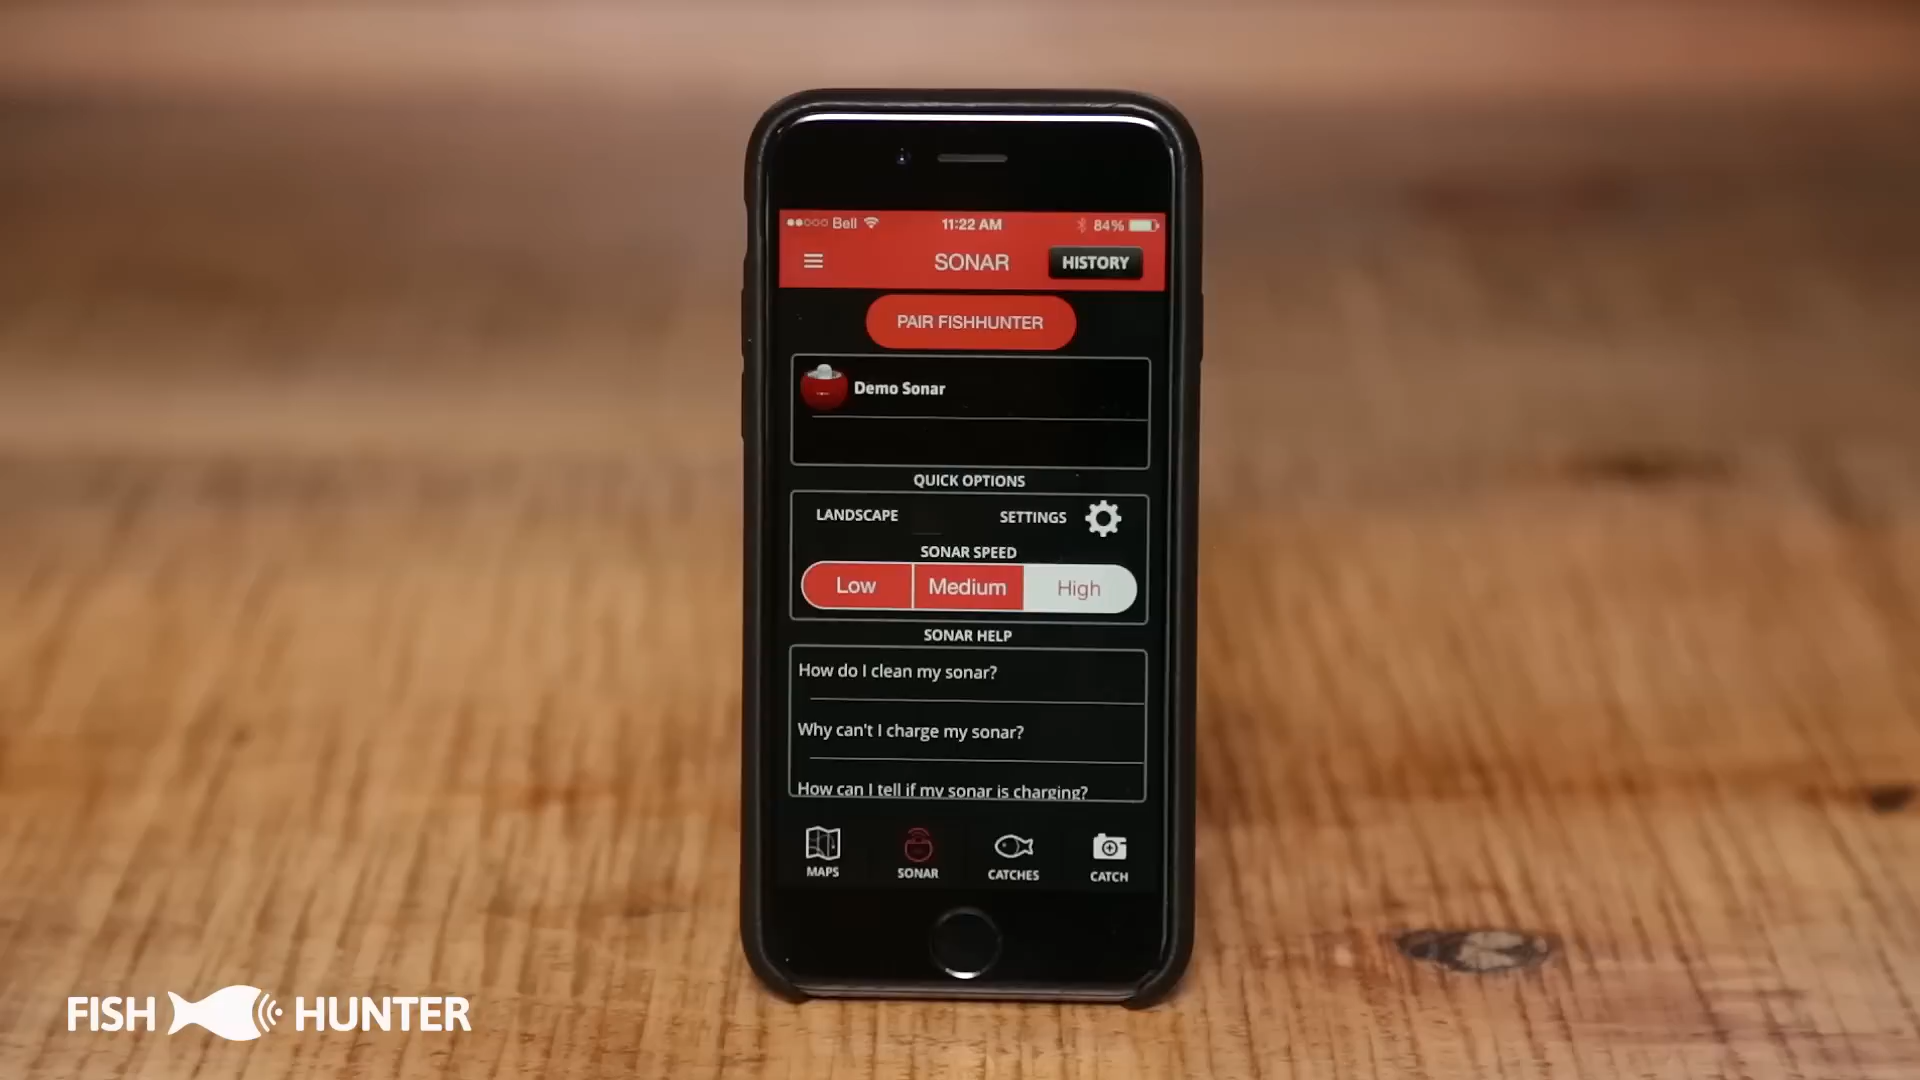 Bell 11:22 AM 84%
SONAR HISTORY
PAIR FISHHUNTER
Demo Sonar
QUICK OPTIONS
LANDSCAPE SETTINGS
SONAR SPEED
Low Medium High
SONAR HELP
How do I clean my sonar?
Why can't I charge my sonar?
How can I tell if my sonar is charging?
MAPS SONAR CATCHES CATCH
FISH HUNTER